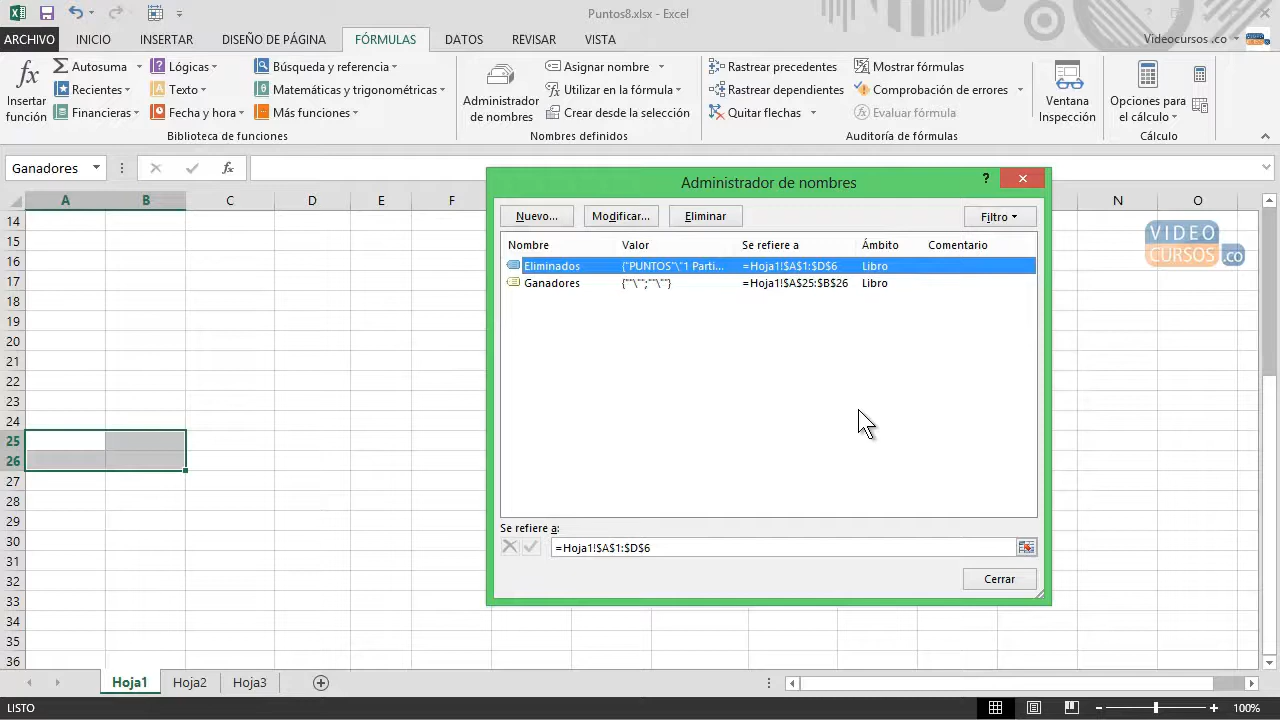 Puntos8.xlsx - Excel
ARCHIVO INICIO INSERTAR DISEÑO DE PÁGINA FÓRMULAS DATOS REVISAR VISTA Videocursos .co
Insertar función
Autosuma
Recientes
Financieras
Lógicas
Texto
Fecha y hora
Búsqueda y referencia
Matemáticas y trigonométricas
Más funciones
Biblioteca de funciones
Administrador de nombres
Asignar nombre
Utilizar en la fórmula
Crear desde la selección
Nombres definidos
Rastrear precedentes
Rastrear dependientes
Quitar flechas
Mostrar fórmulas
Comprobación de errores
Evaluar fórmula
Auditoría de fórmulas
Ventana Inspección
Opciones para el cálculo
Cálculo
Ganadores fx
A B C D E F N O
14
15
16
17
18
19
20
21
22
23
24
25
26
27
28
29
30
31
32
33
34
35
36
Administrador de nombres ?
Nuevo... Modificar... Eliminar Filtro
Nombre Valor Se refiere a Ámbito Comentario
Eliminados {"PUNTOS"\"1 Parti... =Hoja1!$A$1:$D$6 Libro
Ganadores {""\"";""\""} =Hoja1!$A$25:$B$26 Libro
Se refiere a:
=Hoja1!$A$1:$D$6
Cerrar
VIDEO
CURSOS .co
Hoja1 Hoja2 Hoja3
LISTO 100%